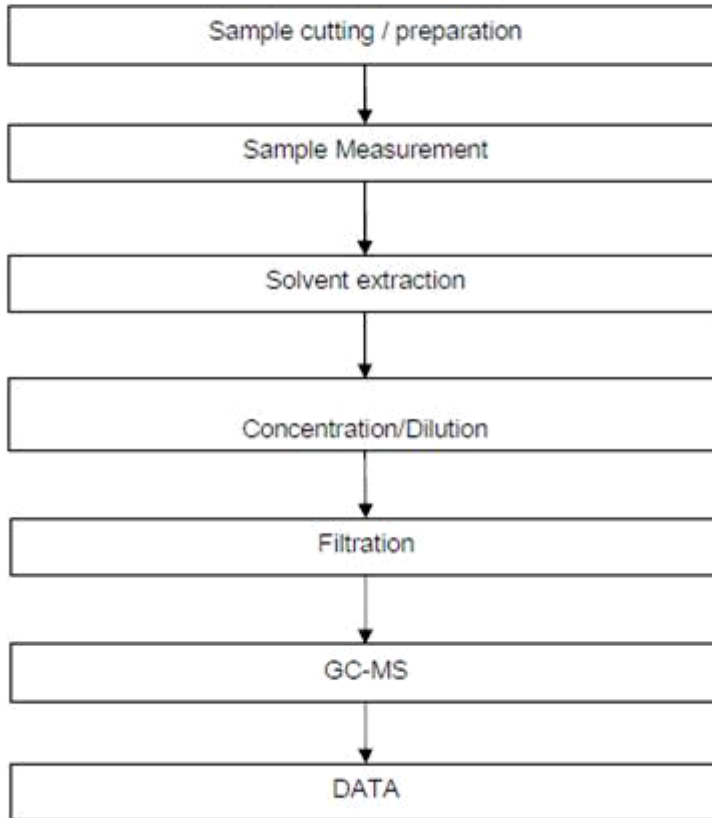 Sample cutting / preparation
Sample Measurement
Solvent extraction
Concentration/Dilution
Filtration
GC-MS
DATA